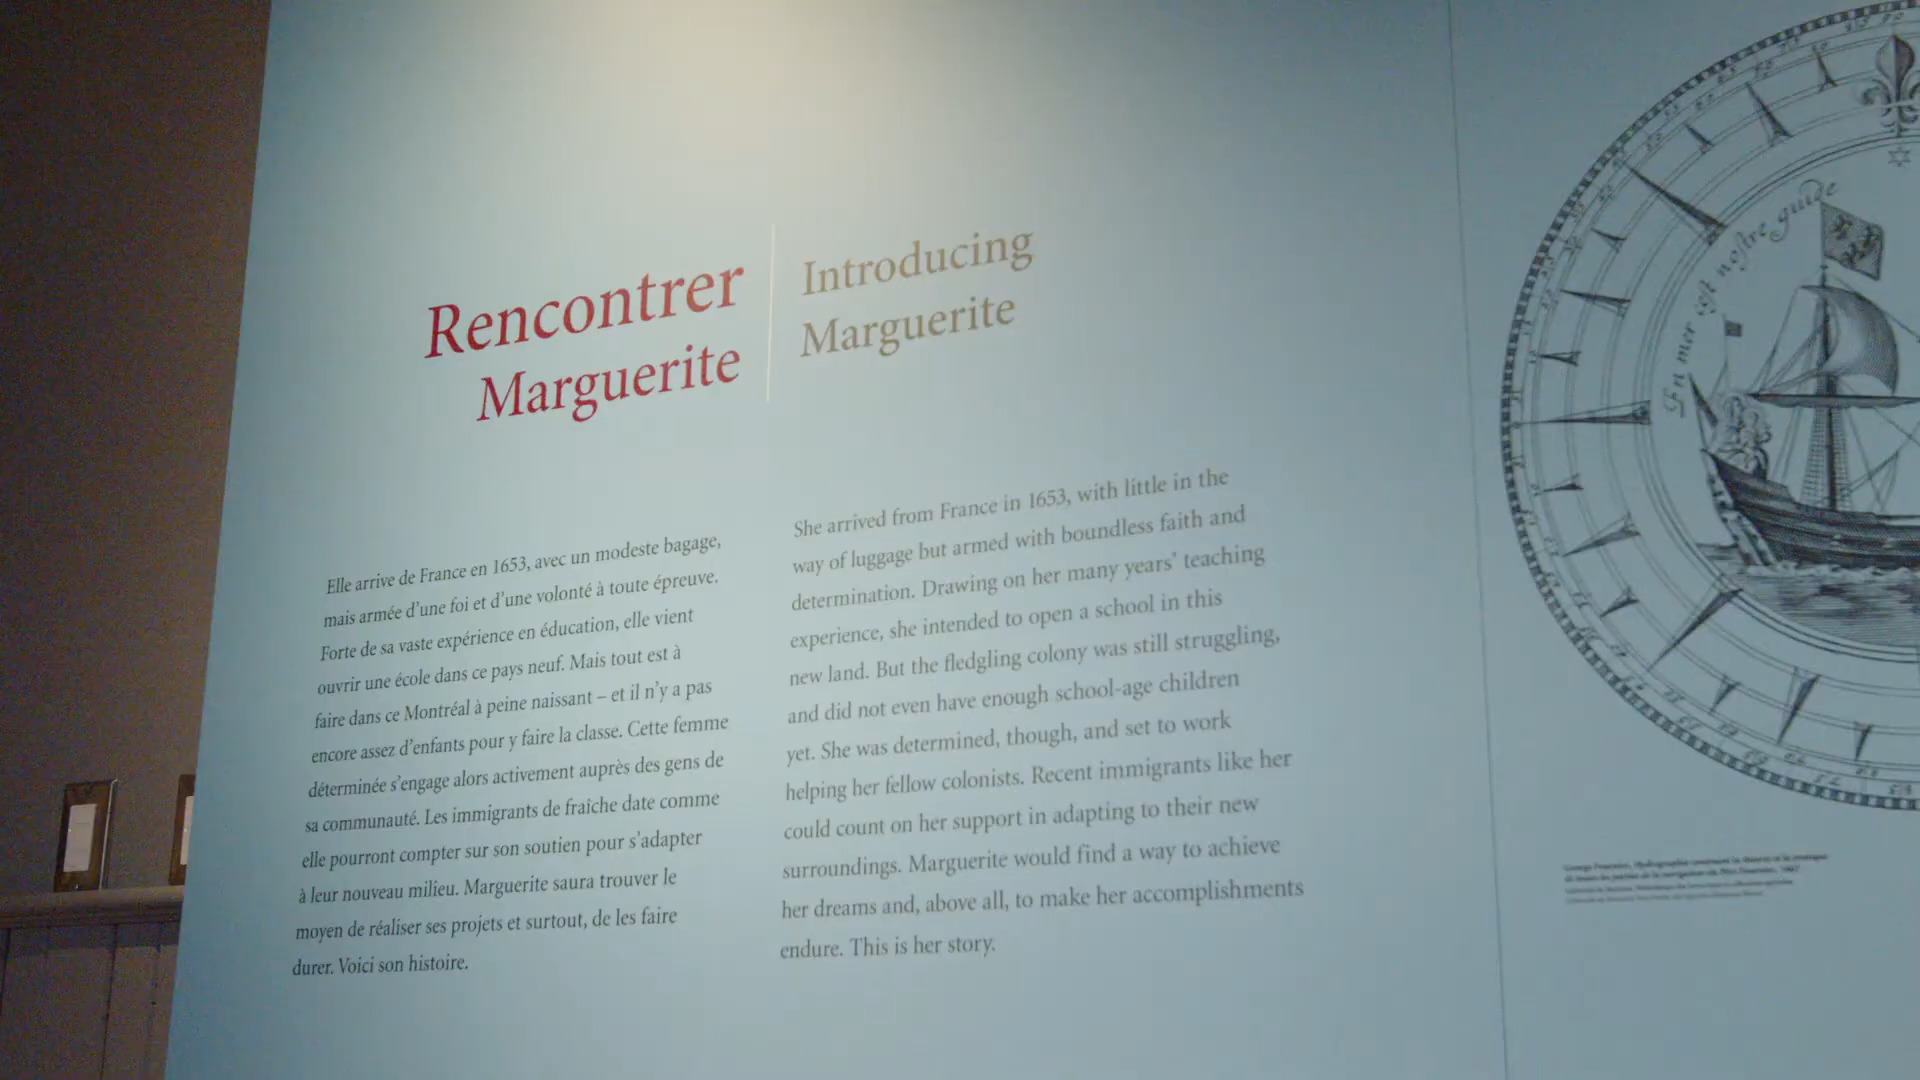 Rencontrer
Marguerite
Introducing
Marguerite
Elle arrive de France en 1653, avec un modeste bagage,
mais armée d'une foi et d'une volonté à toute épreuve.
Forte de sa vaste expérience en éducation, elle vient
ouvrir une école dans ce pays neuf. Mais tout est à
faire dans ce Montréal à peine naissant – et il n'y a pas
encore assez d'enfants pour y faire la classe. Cette femme
déterminée s'engage alors activement auprès des gens de
sa communauté. Les immigrants de fraîche date comme
elle pourront compter sur son soutien pour s'adapter
à leur nouveau milieu. Marguerite saura trouver le
moyen de réaliser ses projets et surtout, de les faire
durer. Voici son histoire.
She arrived from France in 1653, with little in the
way of luggage but armed with boundless faith and
determination. Drawing on her many years' teaching
experience, she intended to open a school in this
new land. But the fledgling colony was still struggling,
and did not even have enough school-age children
yet. She was determined, though, and set to work
helping her fellow colonists. Recent immigrants like her
could count on her support in adapting to their new
surroundings. Marguerite would find a way to achieve
her dreams and, above all, to make her accomplishments
endure. This is her story.
En mer est nostre guide